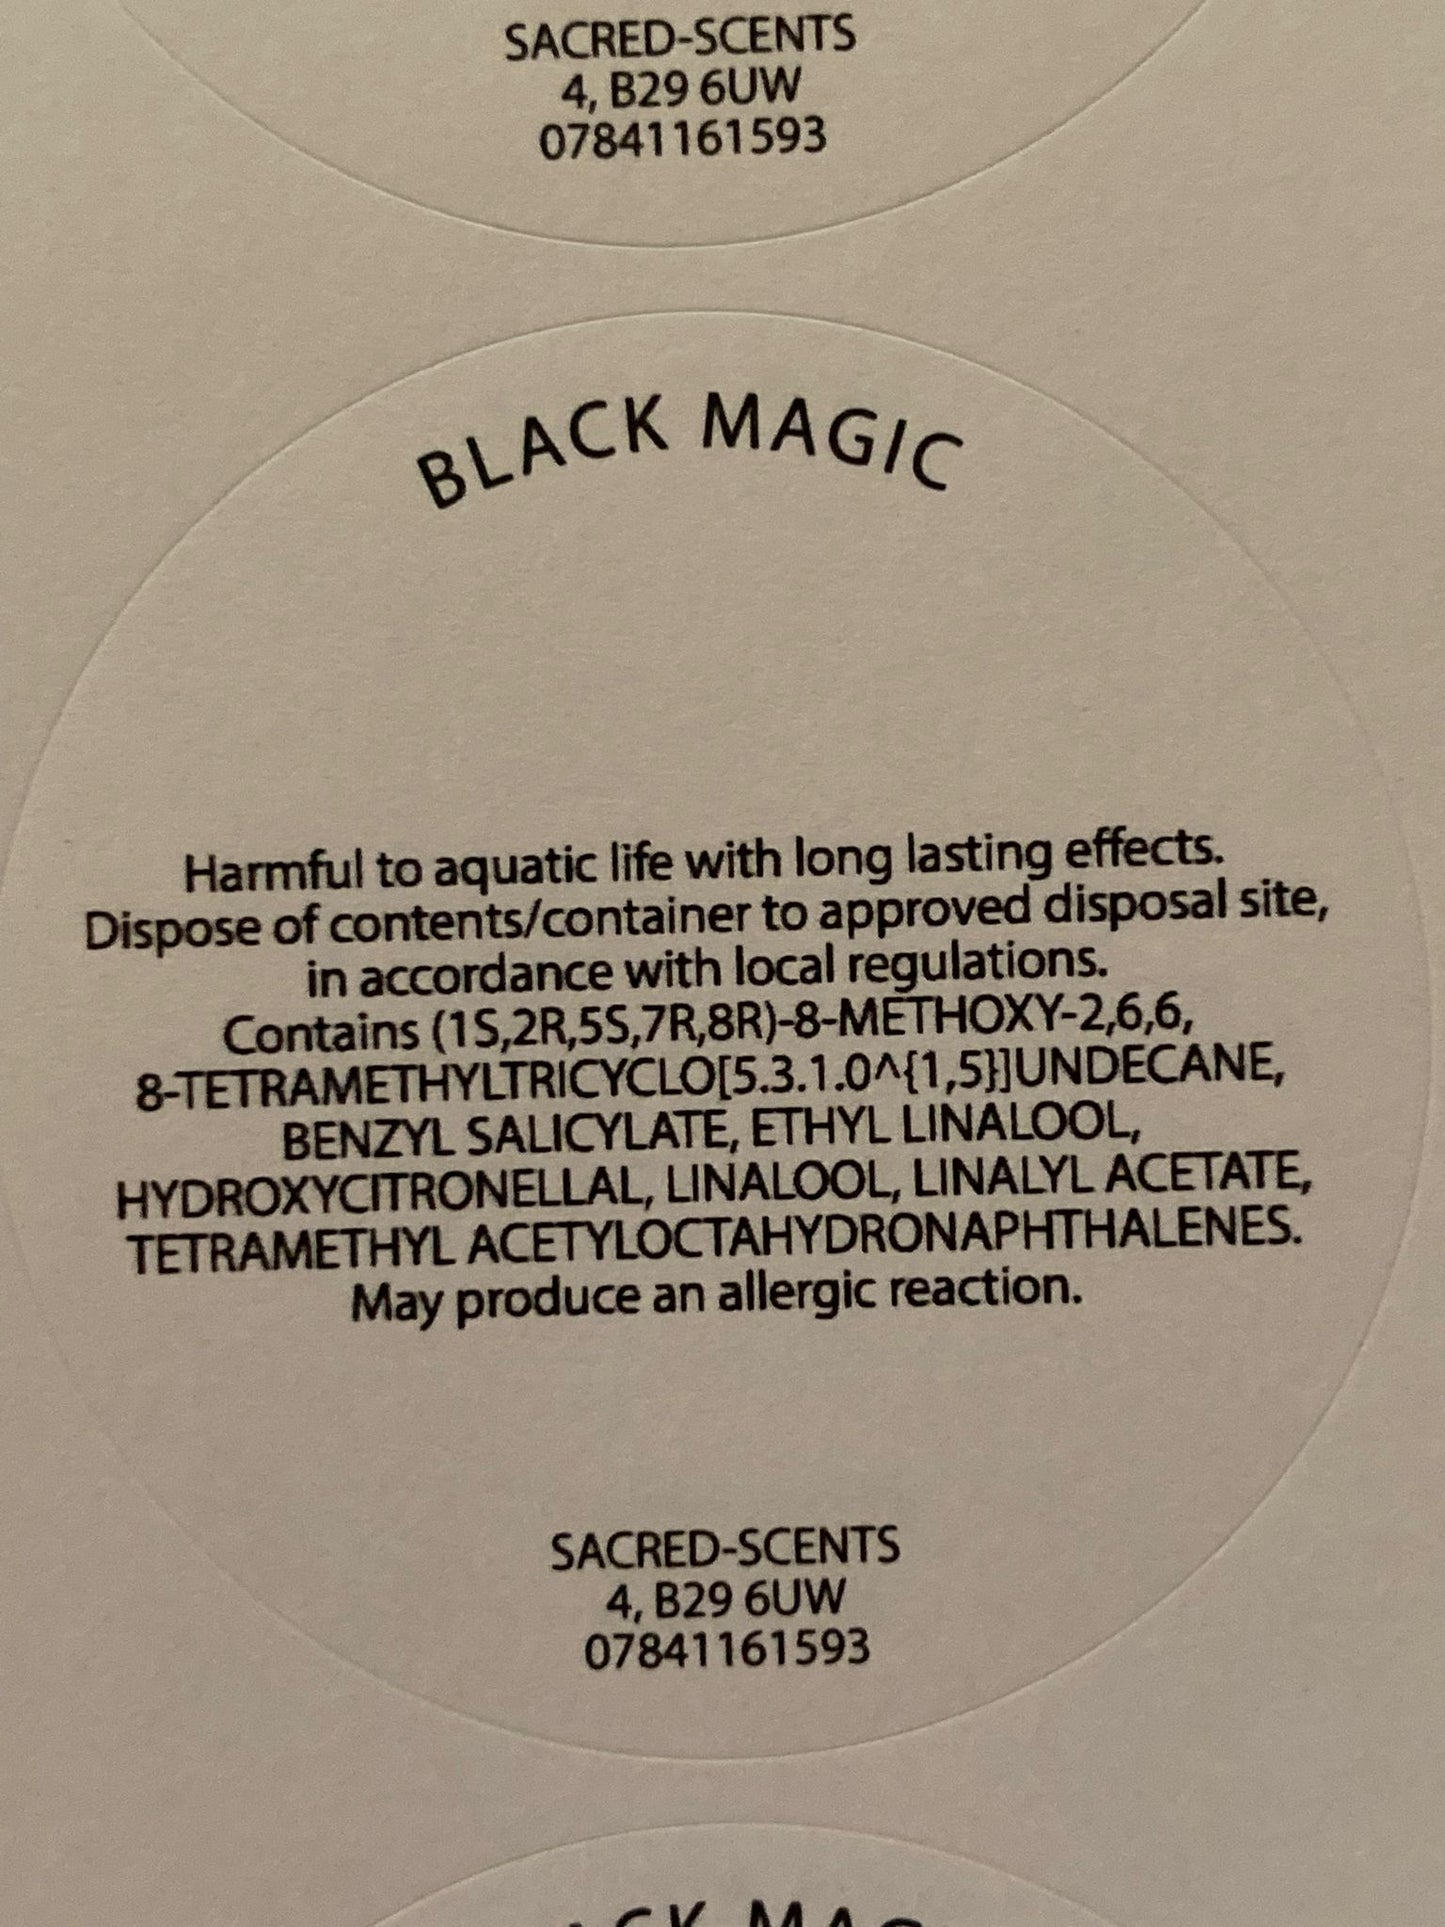 SACRED-SCENTS
4, B29 6UW
07841161593
BLACK MAGIC
Harmful to aquatic life with long lasting effects.
Dispose of contents/container to approved disposal site,
in accordance with local regulations.
Contains (1S,2R,5S,7R,8R)-8-METHOXY-2,6,6,
8-TETRAMETHYLTRICYCLO[5.3.1.0^{1,5}]UNDECANE,
BENZYL SALICYLATE, ETHYL LINALOOL,
HYDROXYCITRONELLAL, LINALOOL, LINALYL ACETATE,
TETRAMETHYL ACETYLOCTAHYDRONAPHTHALENES.
May produce an allergic reaction.
SACRED-SCENTS
4, B29 6UW
07841161593